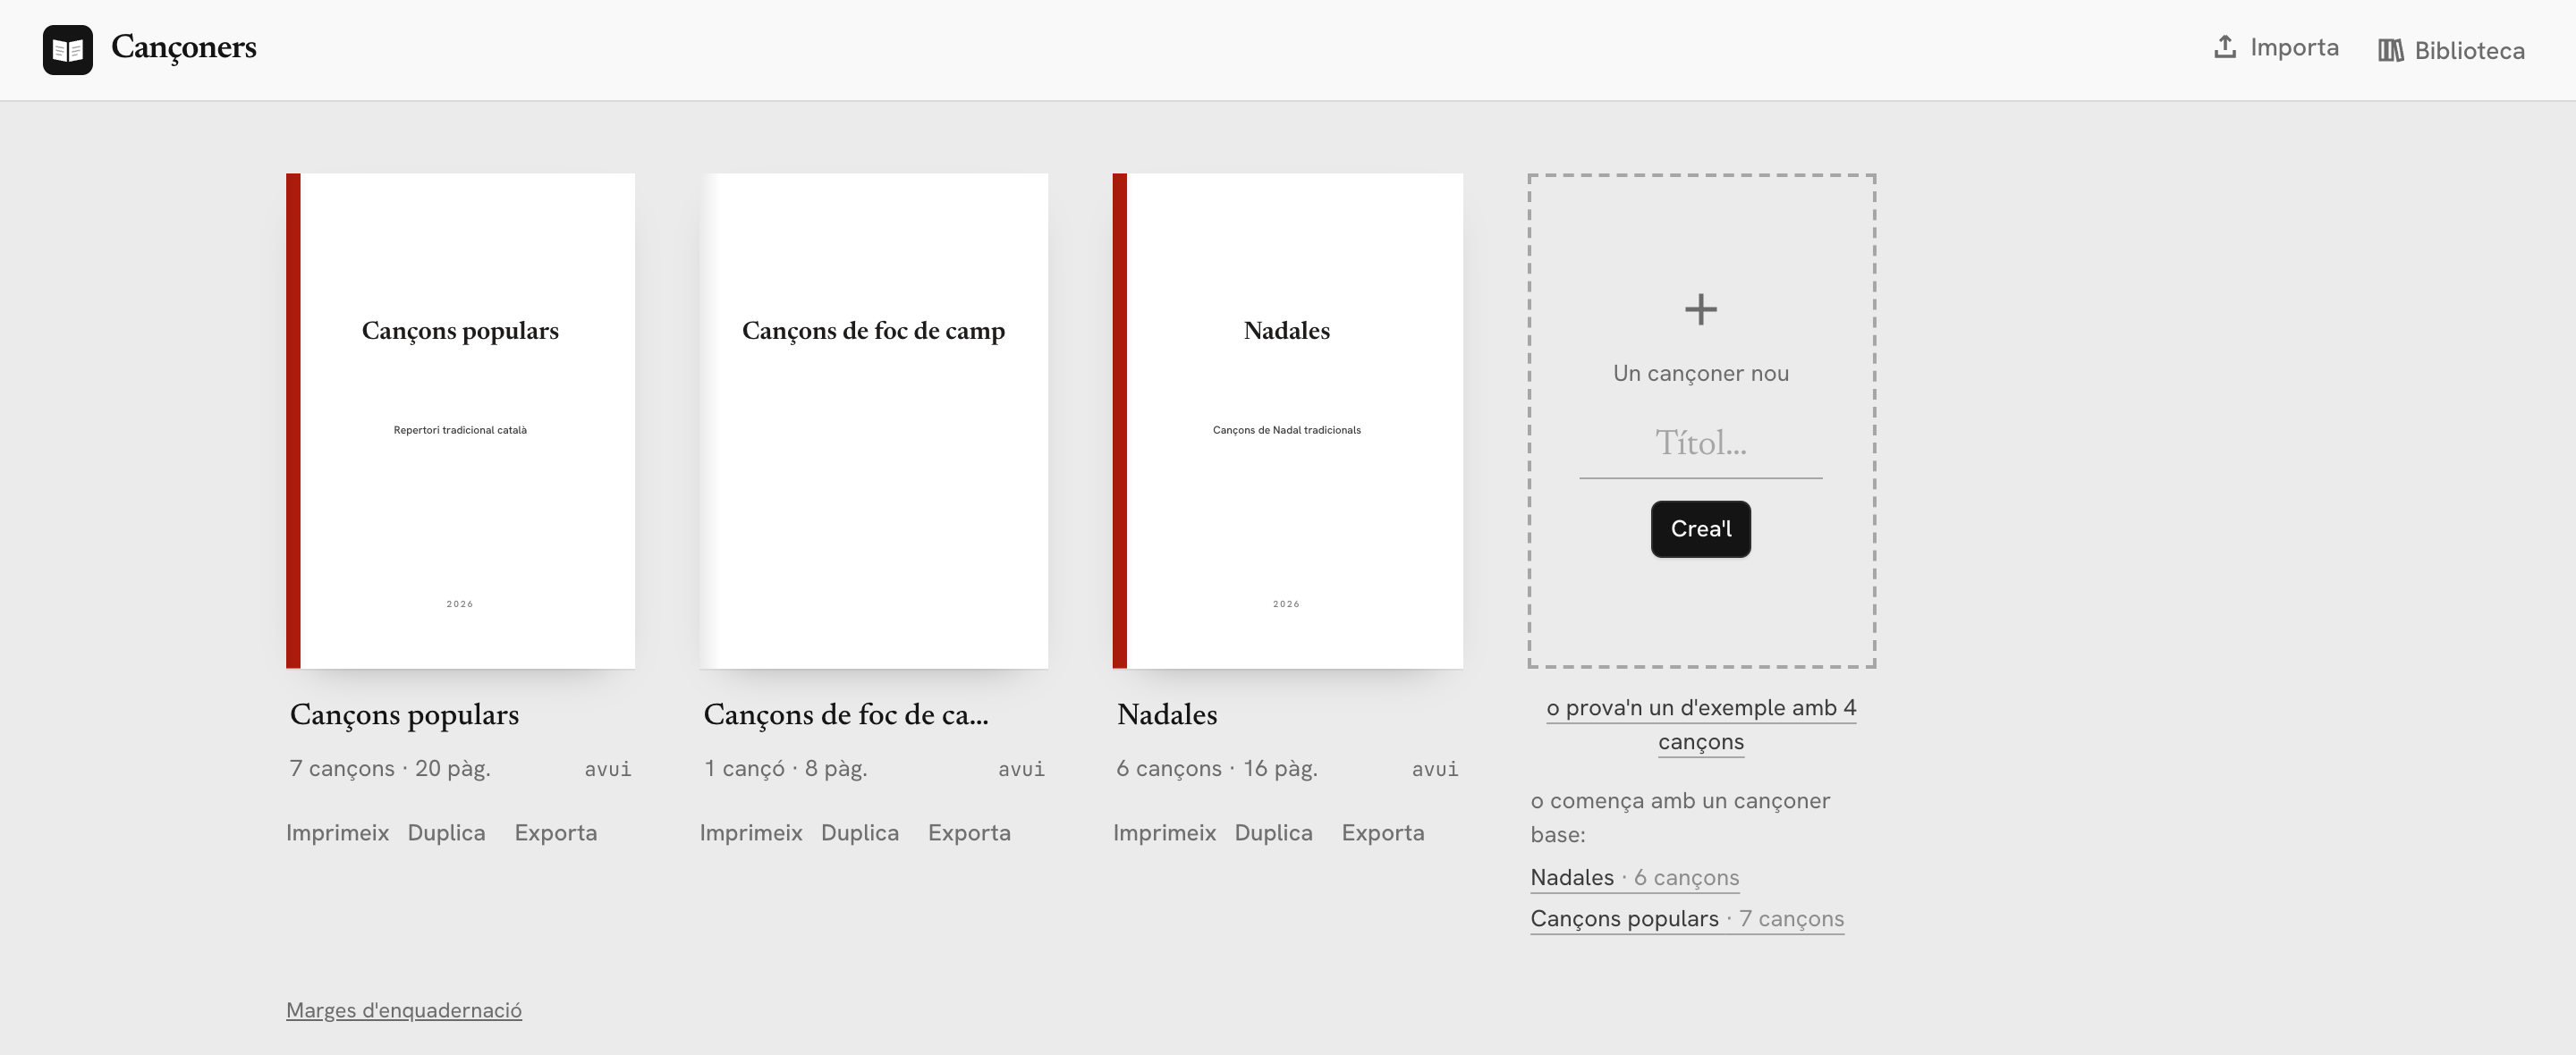 Cançoners
Importa
Biblioteca
Cançons populars
Repertori tradicional català
2026
Cançons de foc de camp
Nadales
Cançons de Nadal tradicionals
2026
Un cançoner nou
Títol...
Crea'l
Cançons populars
7 cançons · 20 pàg.
avui
Imprimeix Duplica Exporta
Cançons de foc de ca...
1 cançó · 8 pàg.
avui
Imprimeix Duplica Exporta
Nadales
6 cançons · 16 pàg.
avui
Imprimeix Duplica Exporta
o prova'n un d'exemple amb 4
cançons
o comença amb un cançoner
base:
Nadales · 6 cançons
Cançons populars · 7 cançons
Marges d'enquadernació